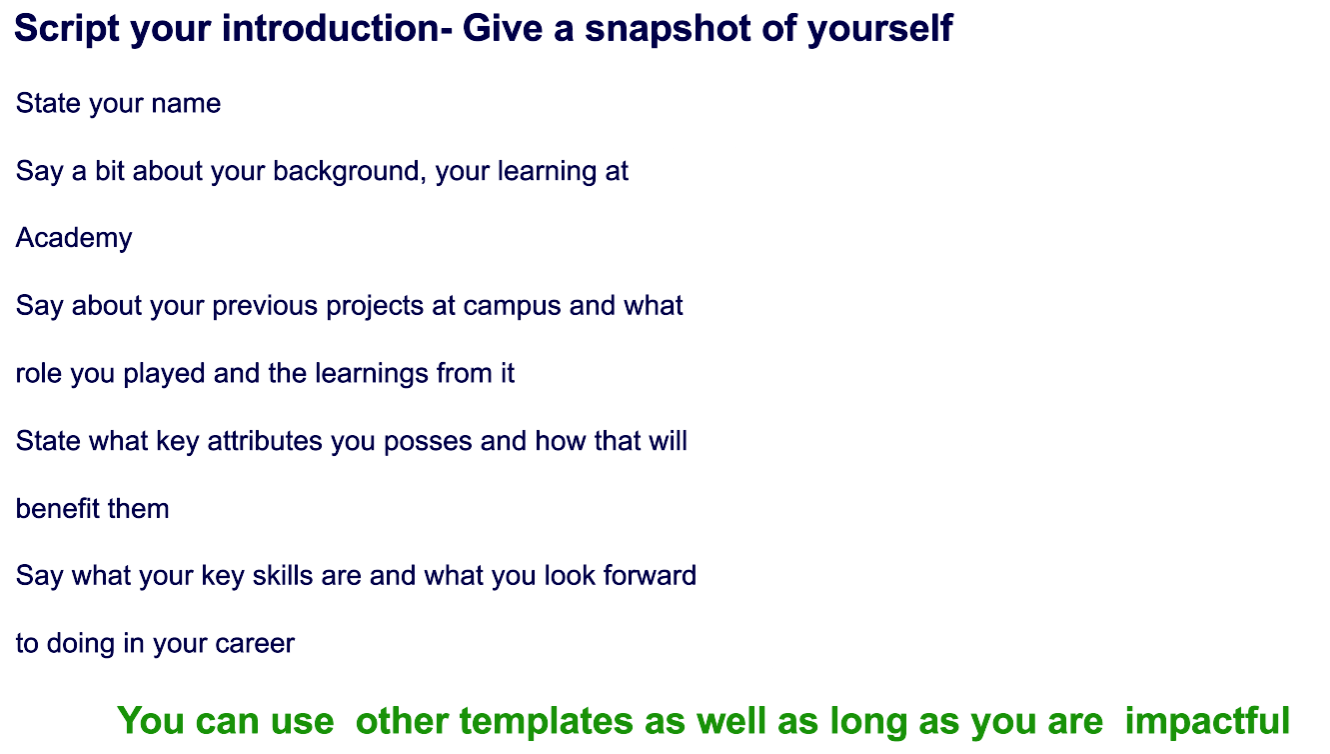 Script your introduction- Give a snapshot of yourself
State your name
Say a bit about your background, your learning at
Academy
Say about your previous projects at campus and what
role you played and the learnings from it
State what key attributes you posses and how that will
benefit them
Say what your key skills are and what you look forward
to doing in your career
You can use  other templates as well as long as you are  impactful